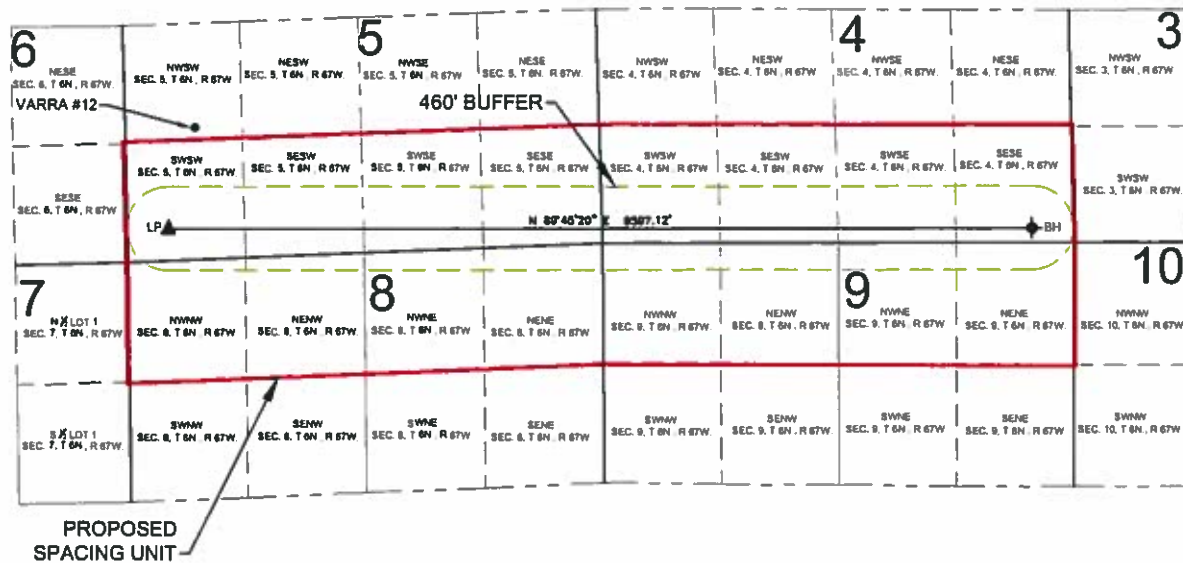 6
5
4
3
NESE
SEC. 6, T 6N, R 67W.
NWSW
SEC. 5, T 6N, R 67W.
NESW
SEC. 5, T 6N, R 67W.
NWSE
SEC. 5, T 6N, R 67W.
NESE
SEC. 5, T 6N, R 67W.
NWSW
SEC. 4, T 6N, R 67W.
NESW
SEC. 4, T 6N, R 67W.
NWSE
SEC. 4, T 6N, R 67W.
NESE
SEC. 4, T 6N, R 67W.
NWSW
SEC. 3, T 6N, R 67W.
VARRA #12
460' BUFFER
SESE
SEC. 6, T 6N, R 67W.
SWSW
SEC. 5, T 6N, R 67W.
SESW
SEC. 5, T 6N, R 67W.
SWSE
SEC. 5, T 6N, R 67W.
SESE
SEC. 5, T 6N, R 67W.
SWSW
SEC. 4, T 6N, R 67W.
SESW
SEC. 4, T 6N, R 67W.
SWSE
SEC. 4, T 6N, R 67W.
SESE
SEC. 4, T 6N, R 67W.
SWSW
SEC. 3, T 6N, R 67W.
LP
BH
7
8
9
10
N ½ LOT 1
SEC. 7, T 6N, R 67W.
NWNW
SEC. 8, T 6N, R 67W.
NENW
SEC. 8, T 6N, R 67W.
NWNE
SEC. 8, T 6N, R 67W.
NENE
SEC. 8, T 6N, R 67W.
NWNW
SEC. 9, T 6N, R 67W.
NENW
SEC. 9, T 6N, R 67W.
NWNE
SEC. 9, T 6N, R 67W.
NENE
SEC. 9, T 6N, R 67W.
NWNW
SEC. 10, T 6N, R 67W.
S ½ LOT 1
SEC. 7, T 6N, R 67W.
SWNW
SEC. 8, T 6N, R 67W.
SENW
SEC. 8, T 6N, R 67W.
SWNE
SEC. 8, T 6N, R 67W.
SENE
SEC. 8, T 6N, R 67W.
SWNW
SEC. 9, T 6N, R 67W.
SENW
SEC. 9, T 6N, R 67W.
SWNE
SEC. 9, T 6N, R 67W.
SENE
SEC. 9, T 6N, R 67W.
SWNW
SEC. 10, T 6N, R 67W.
PROPOSED
SPACING UNIT